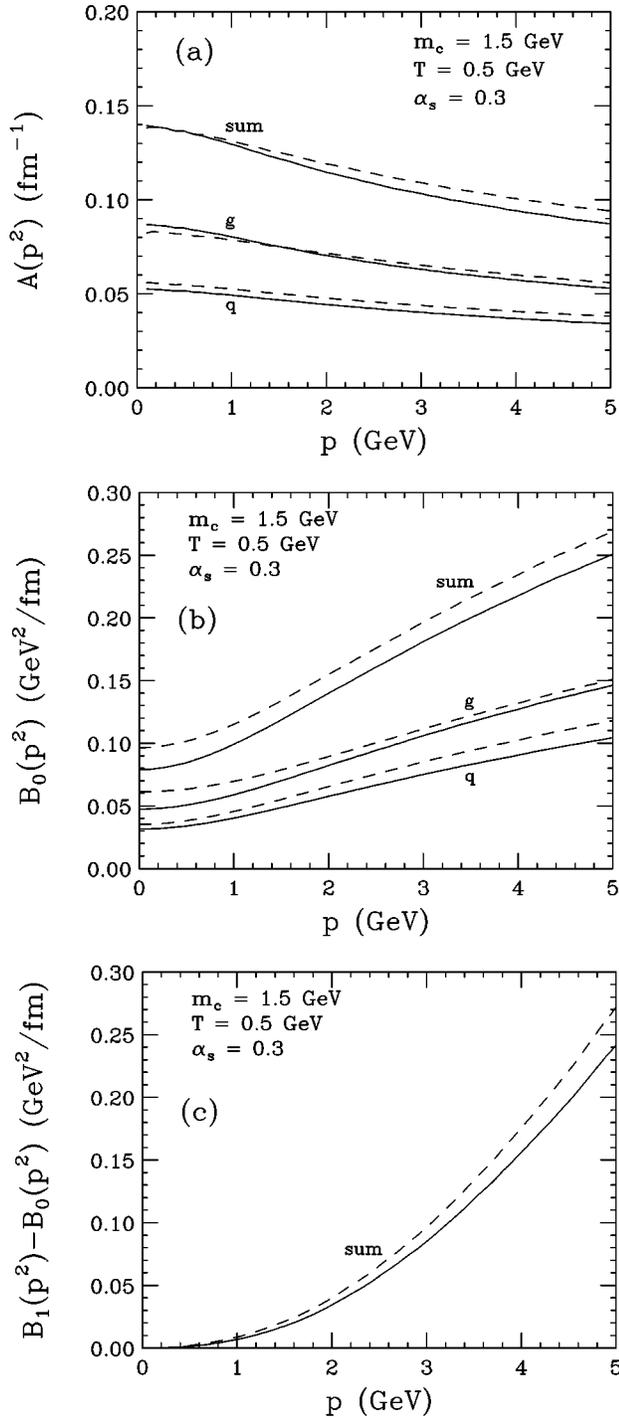 0.20
(a)
m_c = 1.5 GeV
T = 0.5 GeV
α_s = 0.3
0.15
sum
A(p²) (fm⁻¹)
0.10
g
0.05
q
0.00
0 1 2 3 4 5
p (GeV)
0.30
m_c = 1.5 GeV
T = 0.5 GeV
α_s = 0.3
0.25
sum
0.20
(b)
B₀(p²) (GeV²/fm)
0.15
g
0.10
q
0.05
0.00
0 1 2 3 4 5
p (GeV)
0.30
m_c = 1.5 GeV
T = 0.5 GeV
α_s = 0.3
0.25
0.20
(c)
B₁(p²)−B₀(p²) (GeV²/fm)
0.15
0.10
sum
0.05
0.00
0 1 2 3 4 5
p (GeV)